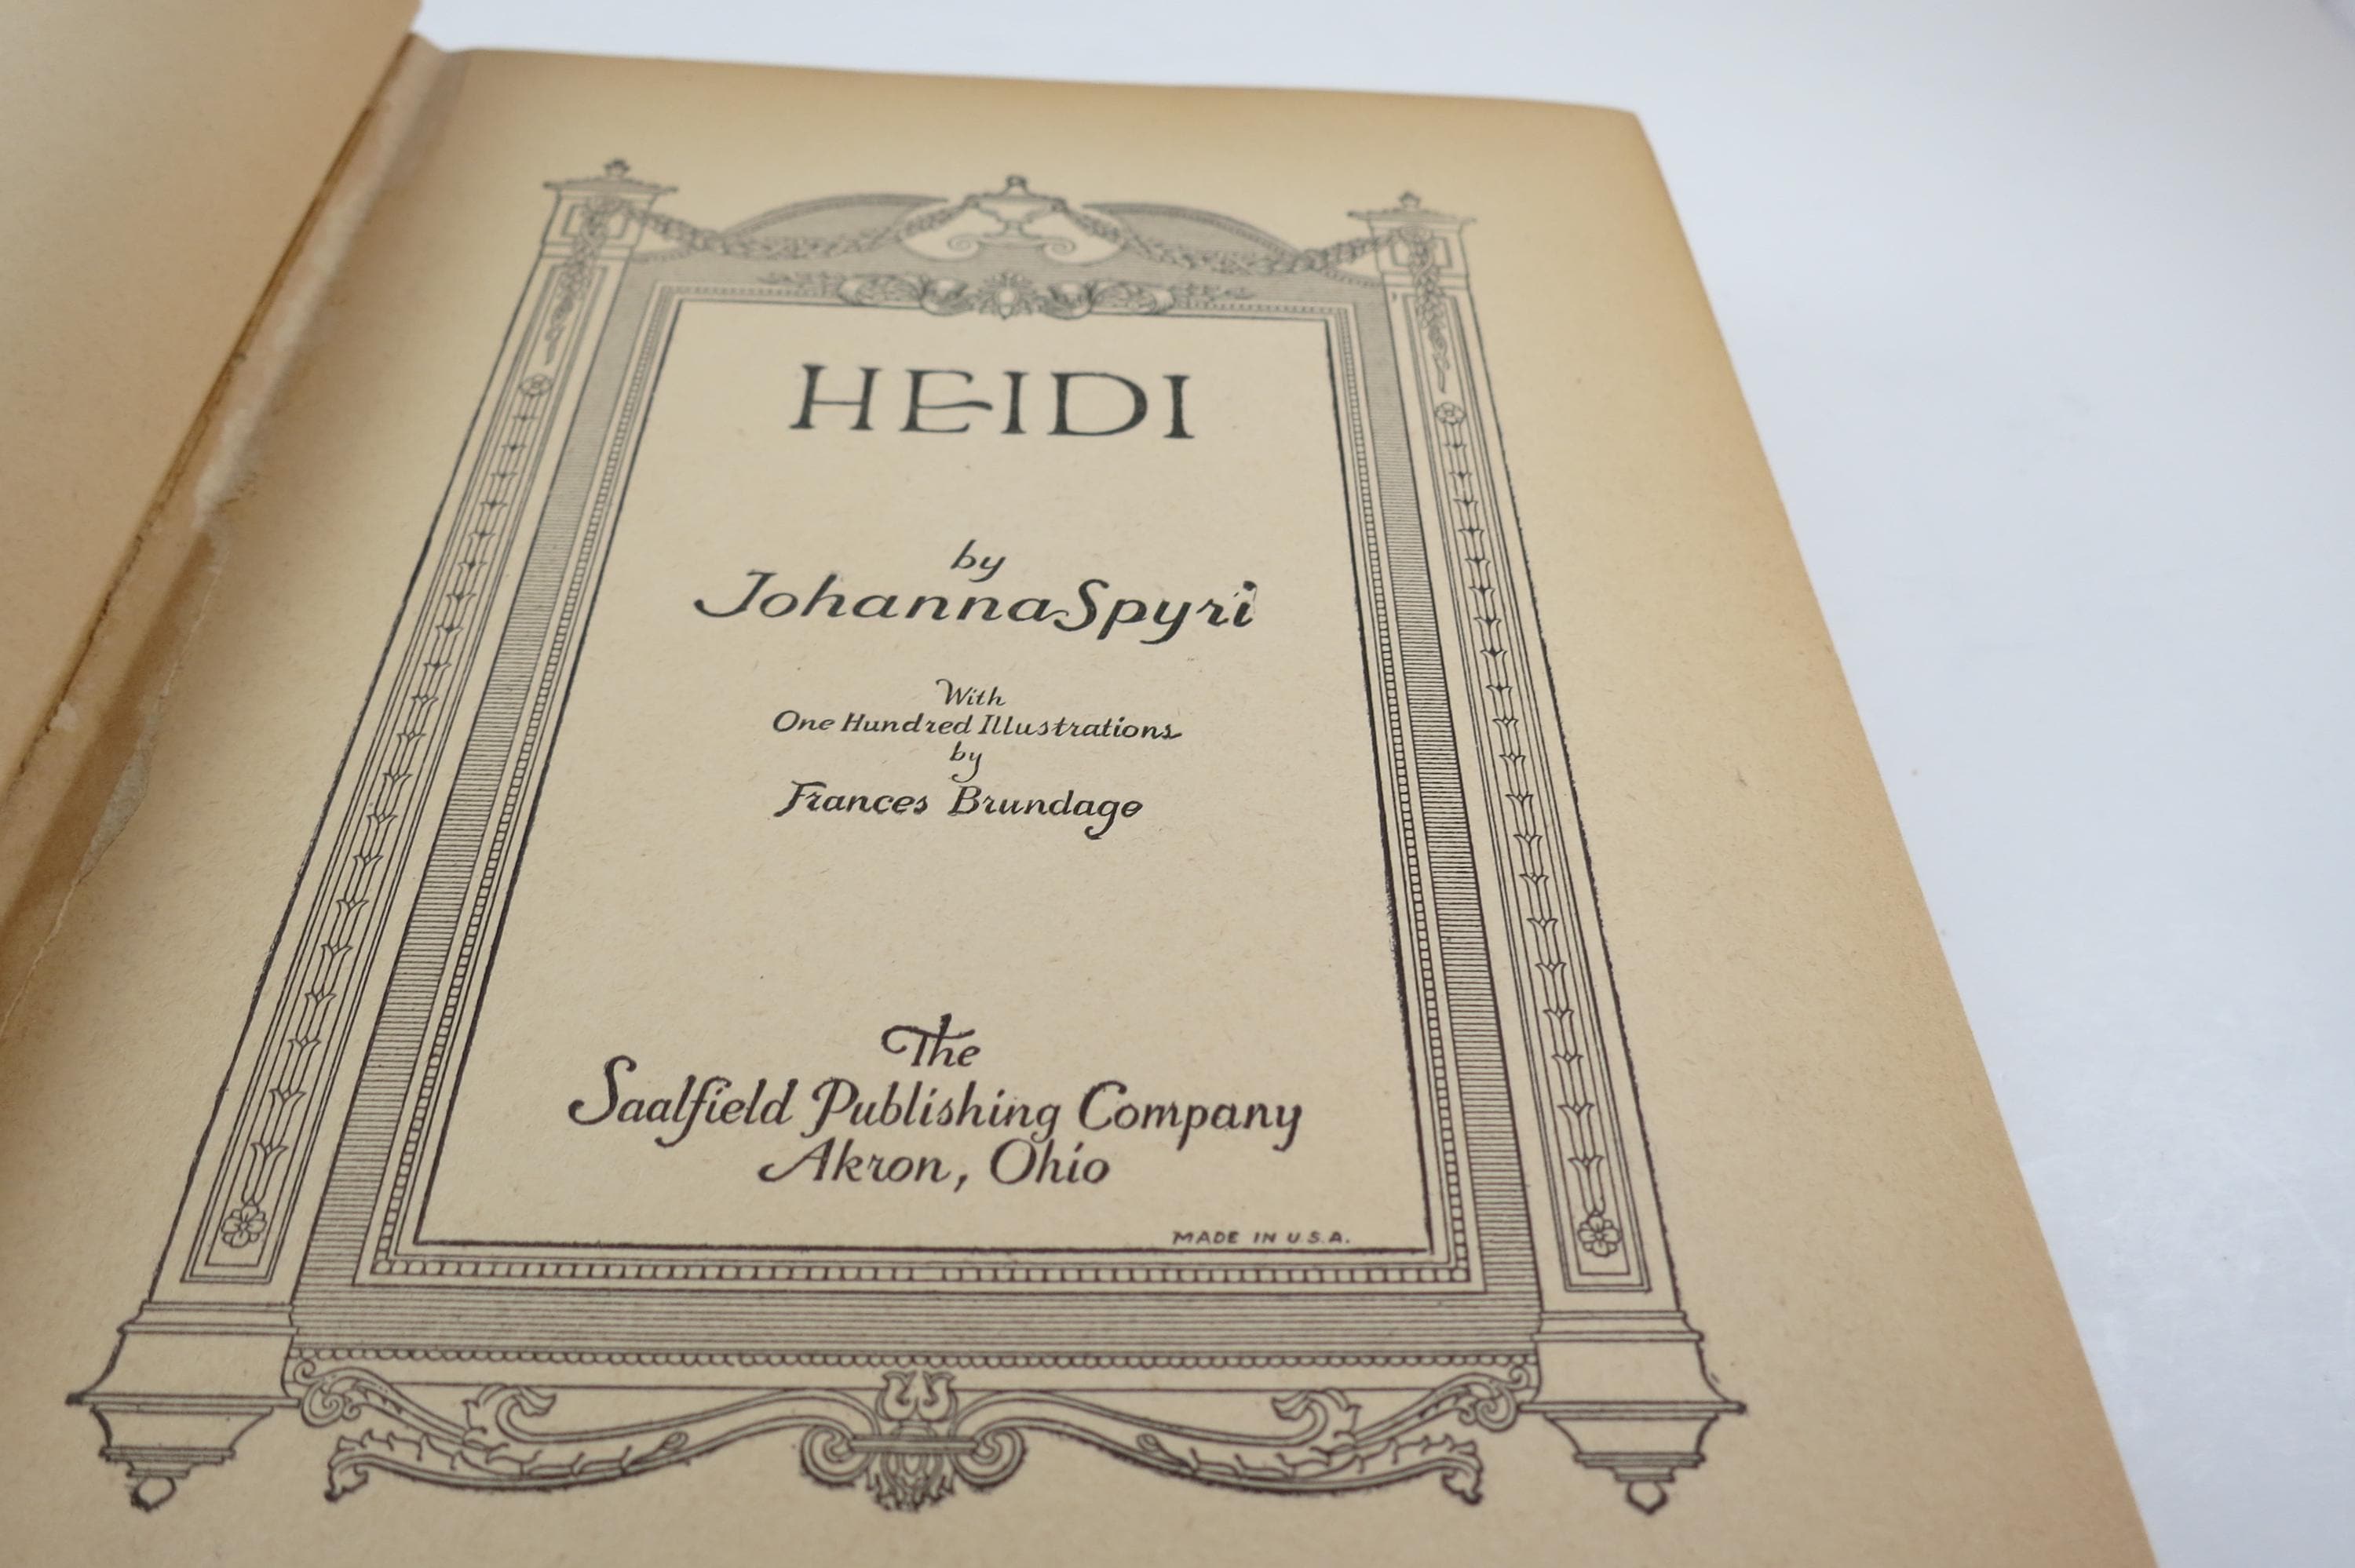 HEIDI
by
Johanna Spyri
With
One Hundred Illustrations
by
Frances Brundage
The
Saalfield Publishing Company
Akron, Ohio
MADE IN U.S.A.